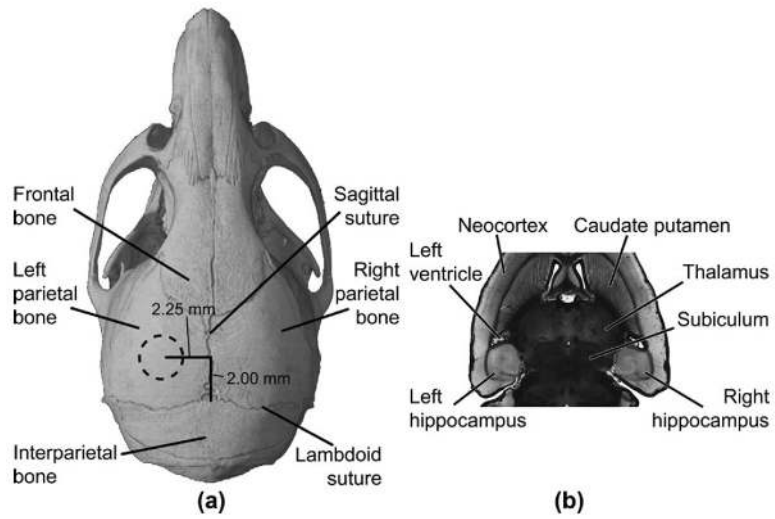 Frontal
bone
Sagittal
suture
Left
parietal
bone
Right
parietal
bone
2.25 mm
2.00 mm
Interparietal
bone
Lambdoid
suture
(a)
Neocortex
Caudate putamen
Left
ventricle
Thalamus
Subiculum
Left
hippocampus
Right
hippocampus
(b)